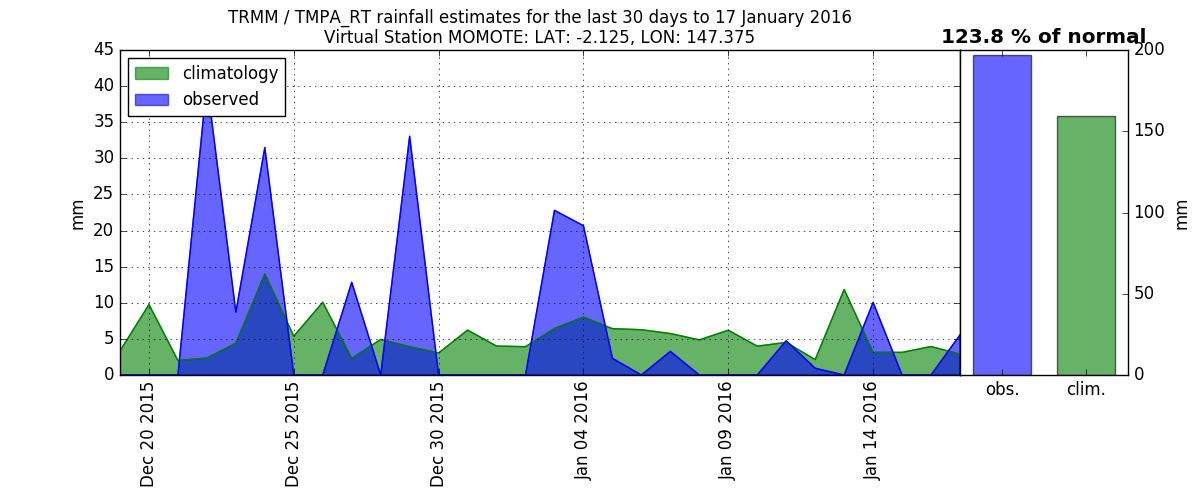 TRMM / TMPA_RT rainfall estimates for the last 30 days to 17 January 2016
Virtual Station MOMOTE: LAT: -2.125, LON: 147.375
123.8 % of normal
climatology
observed
45
40
35
30
25
20
15
10
5
0
mm
Dec 20 2015
Dec 25 2015
Dec 30 2015
Jan 04 2016
Jan 09 2016
Jan 14 2016
200
150
100
50
0
mm
obs.
clim.